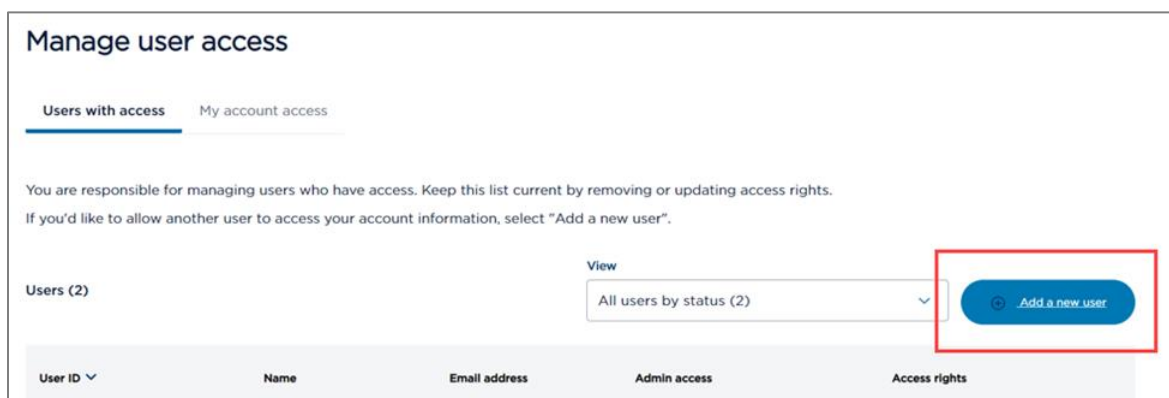 Manage user access
Users with access My account access
You are responsible for managing users who have access. Keep this list current by removing or updating access rights.
If you'd like to allow another user to access your account information, select "Add a new user".
View
Users (2)
All users by status (2)
Add a new user
User ID Name Email address Admin access Access rights